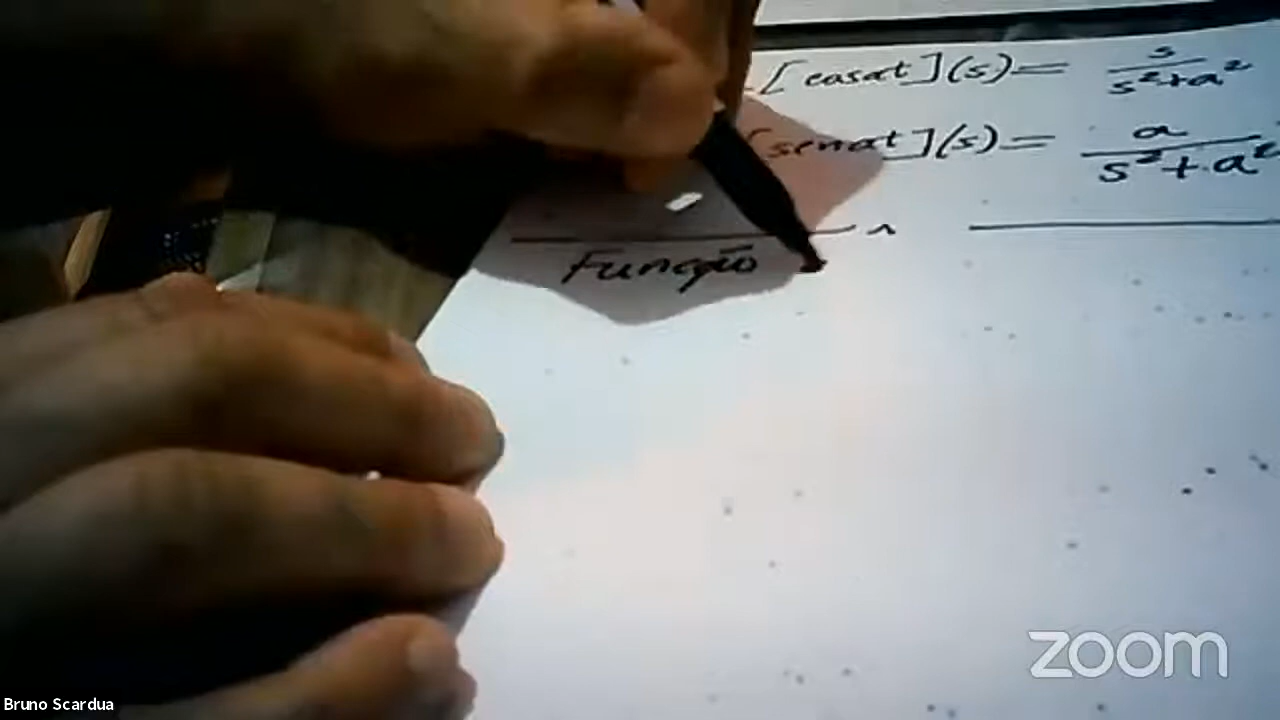 [cosat](s) = s/s²+a²
[senat](s) = a/s²+a²
Função
zoom
Bruno Scardua